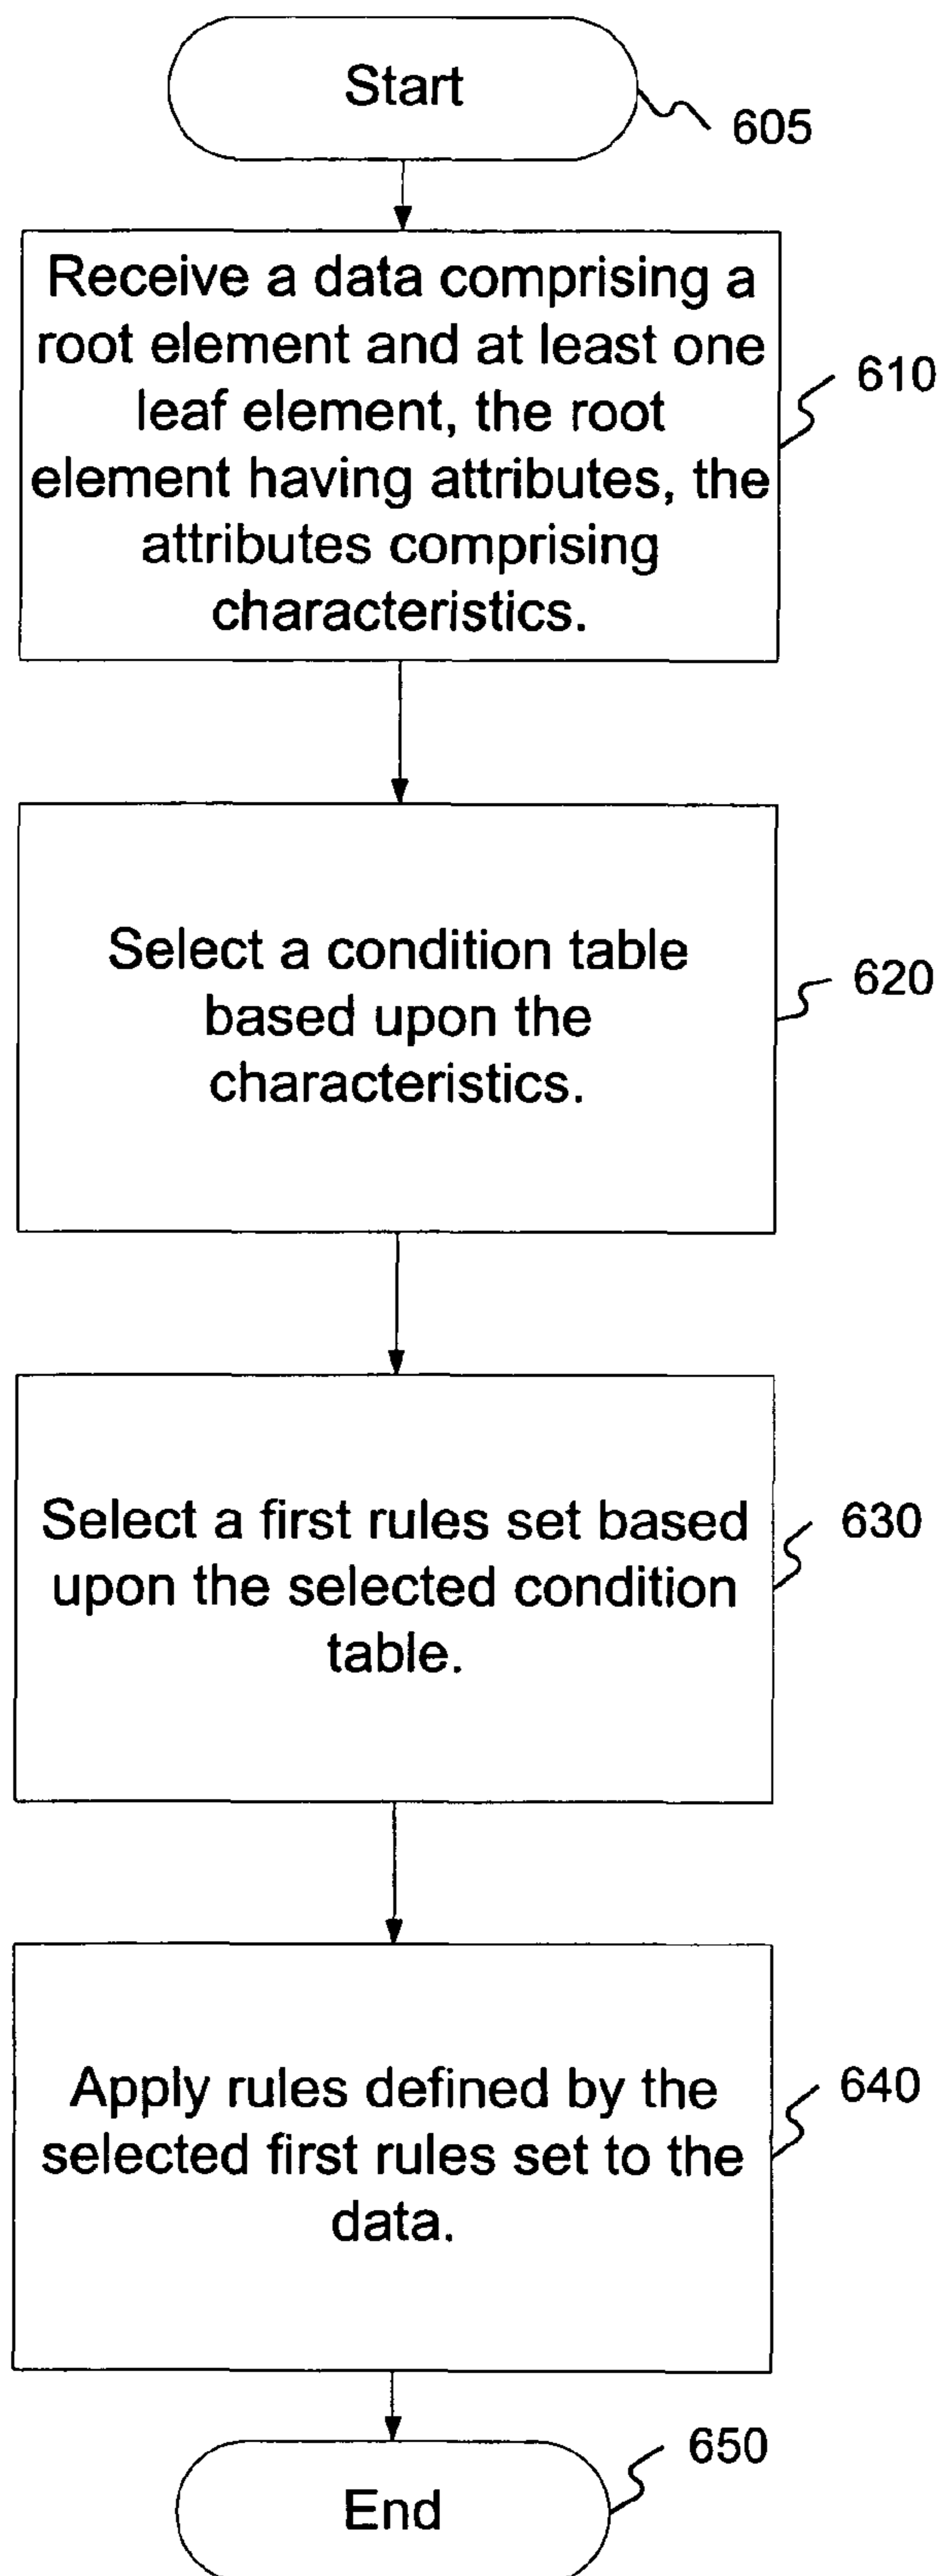 Start
605
Receive a data comprising a
root element and at least one
leaf element, the root
element having attributes, the
attributes comprising
characteristics.
610
Select a condition table
based upon the
characteristics.
620
Select a first rules set based
upon the selected condition
table.
630
Apply rules defined by the
selected first rules set to the
data.
640
End
650